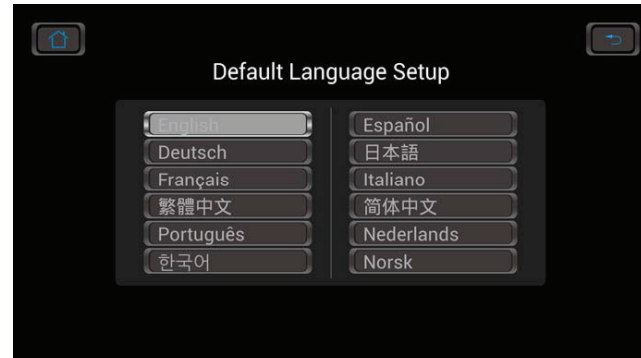 Default Language Setup
English
Deutsch
Français
繁體中文
Português
한국어
Español
日本語
Italiano
简体中文
Nederlands
Norsk